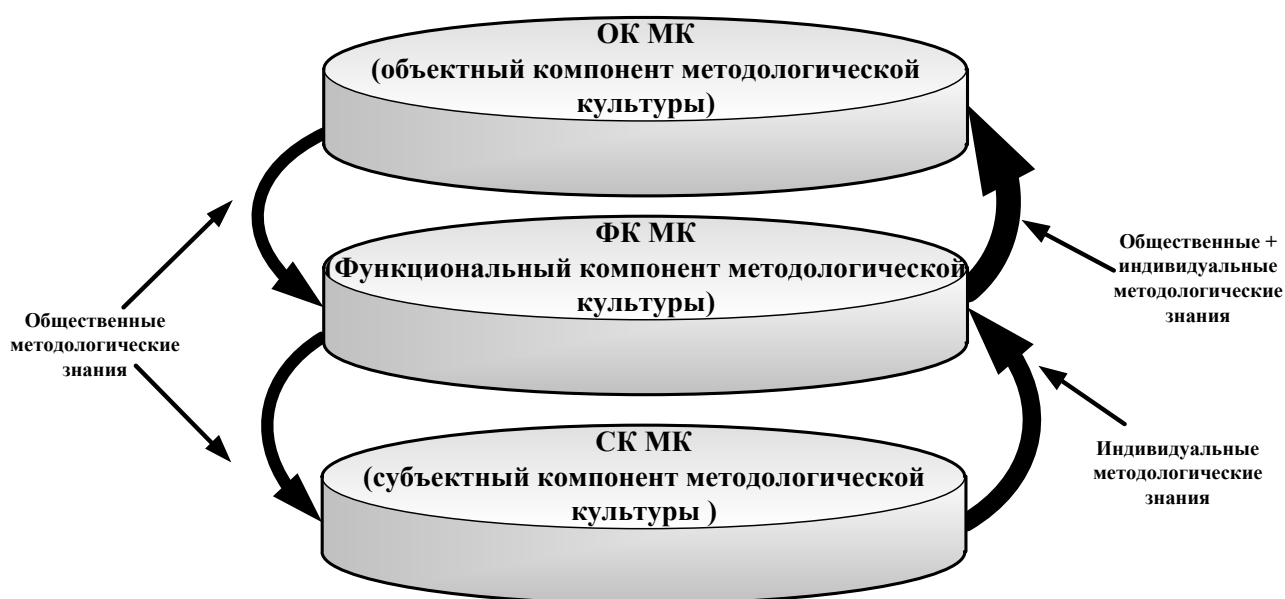 ОК МК
(объектный компонент методологической
культуры)
ФК МК
(Функциональный компонент методологической
культуры)
Общественные +
индивидуальные
методологические
знания
Общественные
методологические
знания
СК МК
(субъектный компонент методологической
культуры )
Индивидуальные
методологические
знания